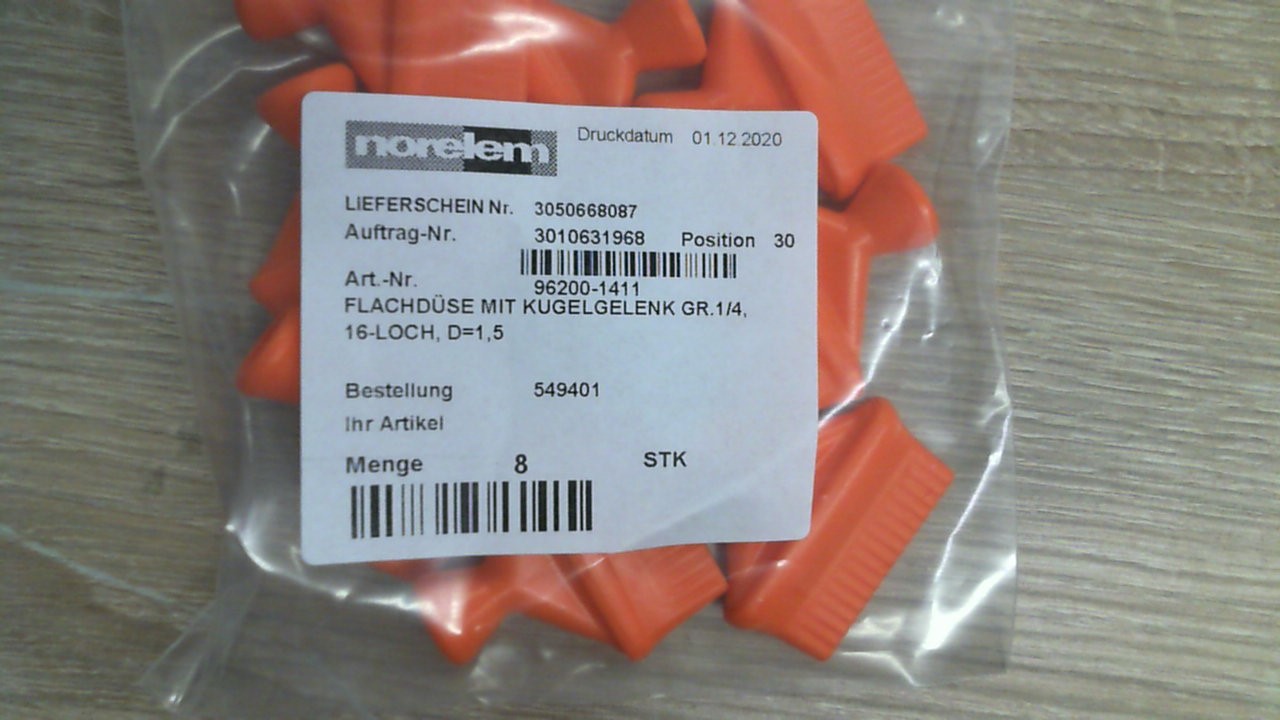 norelem Druckdatum 01.12.2020
LIEFERSCHEIN Nr. 3050668087
Auftrag-Nr. 3010631968 Position 30
Art.-Nr. 96200-1411
FLACHDÜSE MIT KUGELGELENK GR.1/4,
16-LOCH, D=1,5
Bestellung 549401
Ihr Artikel
Menge 8 STK